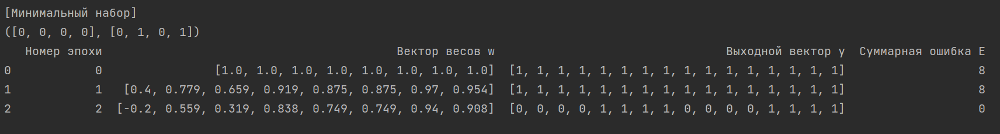 [Минимальный набор]
([0, 0, 0, 0], [0, 1, 0, 1])
Номер эпохи Вектор весов w Выходной вектор y Суммарная ошибка E
0 0 [1.0, 1.0, 1.0, 1.0, 1.0, 1.0, 1.0, 1.0] [1, 1, 1, 1, 1, 1, 1, 1, 1, 1, 1, 1, 1, 1, 1, 1] 8
1 1 [0.4, 0.779, 0.659, 0.919, 0.875, 0.875, 0.97, 0.954] [1, 1, 1, 1, 1, 1, 1, 1, 1, 1, 1, 1, 1, 1, 1, 1] 8
2 2 [-0.2, 0.559, 0.319, 0.838, 0.749, 0.749, 0.94, 0.908] [0, 0, 0, 0, 1, 1, 1, 1, 0, 0, 0, 0, 1, 1, 1, 1] 0